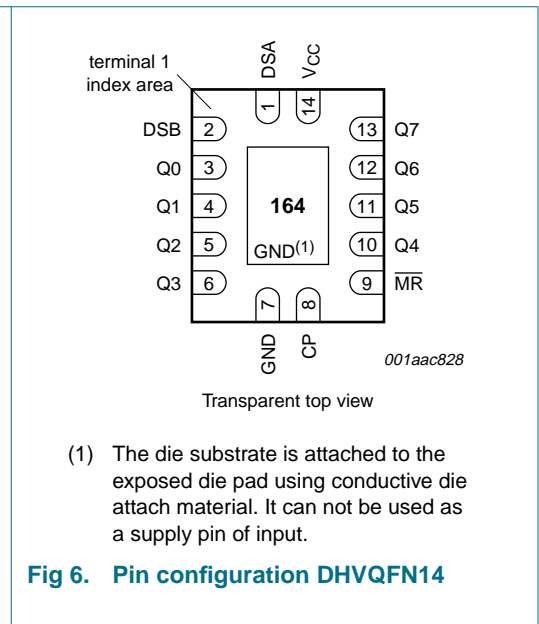 terminal 1
index area
DSA
VCC
1
14
DSB 2
13 Q7
Q0 3
12 Q6
Q1 4
164
11 Q5
Q2 5
GND(1)
10 Q4
Q3 6
9 MR
7
8
GND
CP
001aac828
Transparent top view
(1) The die substrate is attached to the
exposed die pad using conductive die
attach material. It can not be used as
a supply pin of input.
Fig 6. Pin configuration DHVQFN14